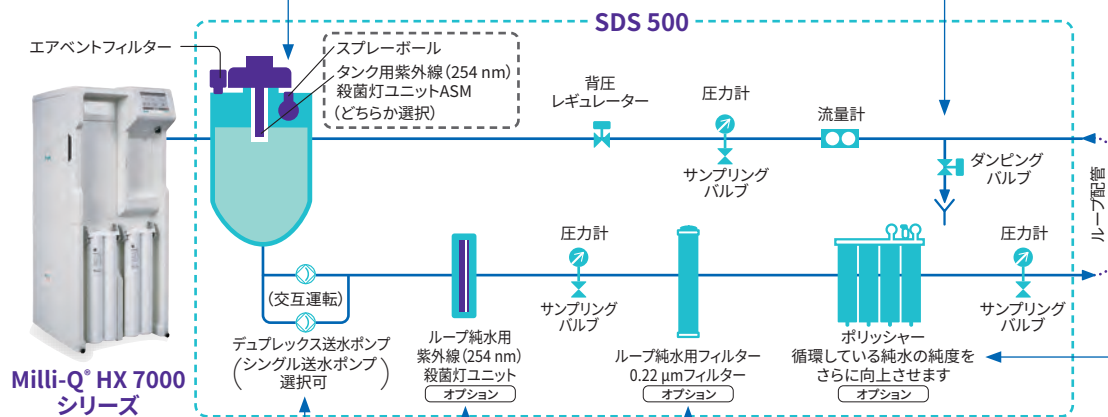 SDS 500
エアベントフィルター
スプレーボール
タンク用紫外線(254 nm)
殺菌灯ユニットASM
(どちらか選択)
背圧
レギュレーター
圧力計
サンプリング
バルブ
流量計
ダンピング
バルブ
ループ配管
(交互運転)
デュプレックス送水ポンプ
(シングル送水ポンプ
選択可)
ループ純水用
紫外線(254 nm)
殺菌灯ユニット
オプション
圧力計
サンプリング
バルブ
ループ純水用フィルター
0.22 μmフィルター
オプション
ポリッシャー
循環している純水の純度を
さらに向上させます
オプション
圧力計
サンプリング
バルブ
Milli-Q® HX 7000
シリーズ